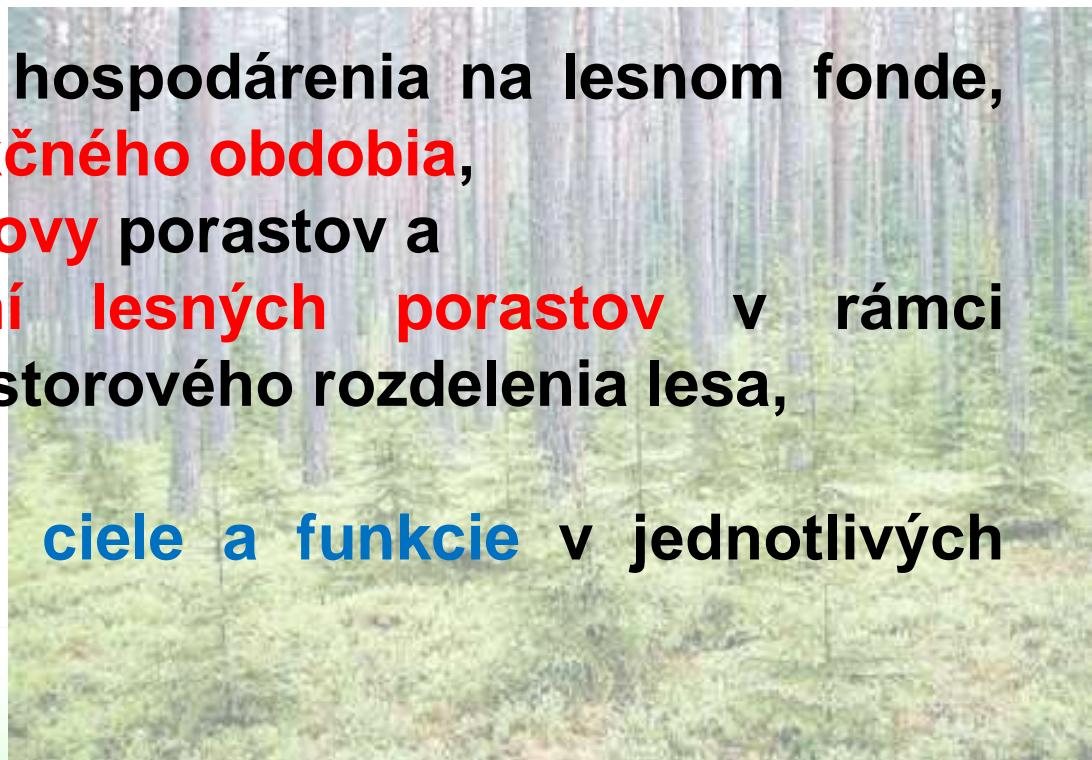 hospodárenia na lesnom fonde,
čného obdobia,
ovy porastov a
ní lesných porastov v rámci
storového rozdelenia lesa,
ciele a funkcie v jednotlivých